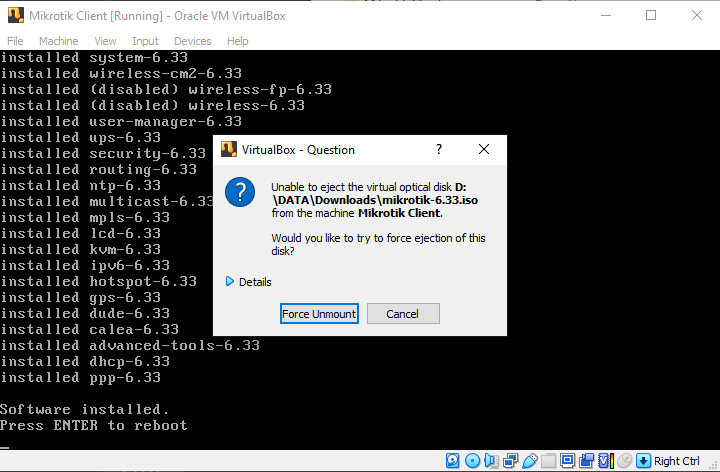 Mikrotik Client [Running] - Oracle VM VirtualBox
File Machine View Input Devices Help
installed system-6.33
installed wireless-cm2-6.33
installed (disabled) wireless-fp-6.33
installed (disabled) wireless-6.33
installed user-manager-6.33
installed ups-6.33
installed security-6.33
installed routing-6.33
installed ntp-6.33
installed multicast-6.33
installed mpls-6.33
installed lcd-6.33
installed kvm-6.33
installed ipv6-6.33
installed hotspot-6.33
installed gps-6.33
installed dude-6.33
installed calea-6.33
installed advanced-tools-6.33
installed dhcp-6.33
installed ppp-6.33
Software installed.
Press ENTER to reboot
VirtualBox - Question
?
Unable to eject the virtual optical disk D:
\DATA\Downloads\mikrotik-6.33.iso
from the machine Mikrotik Client.
Would you like to try to force ejection of this
disk?
Details
Force Unmount Cancel
Right Ctrl